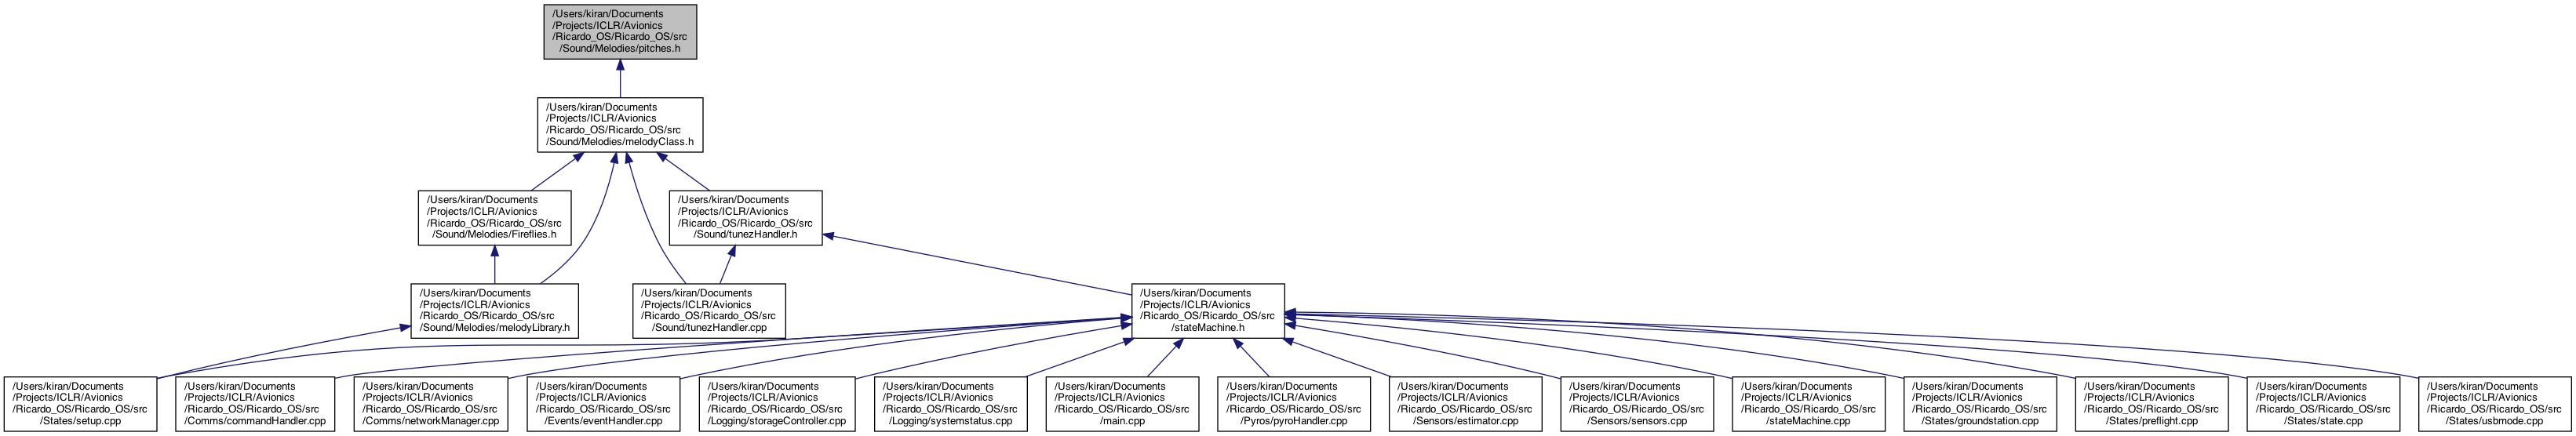 /Users/kiran/Documents
/Projects/ICLR/Avionics
/Ricardo_OS/Ricardo_OS/src
/Sound/Melodies/pitches.h
/Users/kiran/Documents
/Projects/ICLR/Avionics
/Ricardo_OS/Ricardo_OS/src
/Sound/Melodies/melodyClass.h
/Users/kiran/Documents
/Projects/ICLR/Avionics
/Ricardo_OS/Ricardo_OS/src
/Sound/Melodies/Fireflies.h
/Users/kiran/Documents
/Projects/ICLR/Avionics
/Ricardo_OS/Ricardo_OS/src
/Sound/tunezHandler.h
/Users/kiran/Documents
/Projects/ICLR/Avionics
/Ricardo_OS/Ricardo_OS/src
/Sound/Melodies/melodyLibrary.h
/Users/kiran/Documents
/Projects/ICLR/Avionics
/Ricardo_OS/Ricardo_OS/src
/Sound/tunezHandler.cpp
/Users/kiran/Documents
/Projects/ICLR/Avionics
/Ricardo_OS/Ricardo_OS/src
/stateMachine.h
/Users/kiran/Documents
/Projects/ICLR/Avionics
/Ricardo_OS/Ricardo_OS/src
/States/setup.cpp
/Users/kiran/Documents
/Projects/ICLR/Avionics
/Ricardo_OS/Ricardo_OS/src
/Comms/commandHandler.cpp
/Users/kiran/Documents
/Projects/ICLR/Avionics
/Ricardo_OS/Ricardo_OS/src
/Comms/networkManager.cpp
/Users/kiran/Documents
/Projects/ICLR/Avionics
/Ricardo_OS/Ricardo_OS/src
/Events/eventHandler.cpp
/Users/kiran/Documents
/Projects/ICLR/Avionics
/Ricardo_OS/Ricardo_OS/src
/Logging/storageController.cpp
/Users/kiran/Documents
/Projects/ICLR/Avionics
/Ricardo_OS/Ricardo_OS/src
/Logging/systemstatus.cpp
/Users/kiran/Documents
/Projects/ICLR/Avionics
/Ricardo_OS/Ricardo_OS/src
/main.cpp
/Users/kiran/Documents
/Projects/ICLR/Avionics
/Ricardo_OS/Ricardo_OS/src
/Pyros/pyroHandler.cpp
/Users/kiran/Documents
/Projects/ICLR/Avionics
/Ricardo_OS/Ricardo_OS/src
/Sensors/estimator.cpp
/Users/kiran/Documents
/Projects/ICLR/Avionics
/Ricardo_OS/Ricardo_OS/src
/Sensors/sensors.cpp
/Users/kiran/Documents
/Projects/ICLR/Avionics
/Ricardo_OS/Ricardo_OS/src
/stateMachine.cpp
/Users/kiran/Documents
/Projects/ICLR/Avionics
/Ricardo_OS/Ricardo_OS/src
/States/groundstation.cpp
/Users/kiran/Documents
/Projects/ICLR/Avionics
/Ricardo_OS/Ricardo_OS/src
/States/preflight.cpp
/Users/kiran/Documents
/Projects/ICLR/Avionics
/Ricardo_OS/Ricardo_OS/src
/States/state.cpp
/Users/kiran/Documents
/Projects/ICLR/Avionics
/Ricardo_OS/Ricardo_OS/src
/States/usbmode.cpp